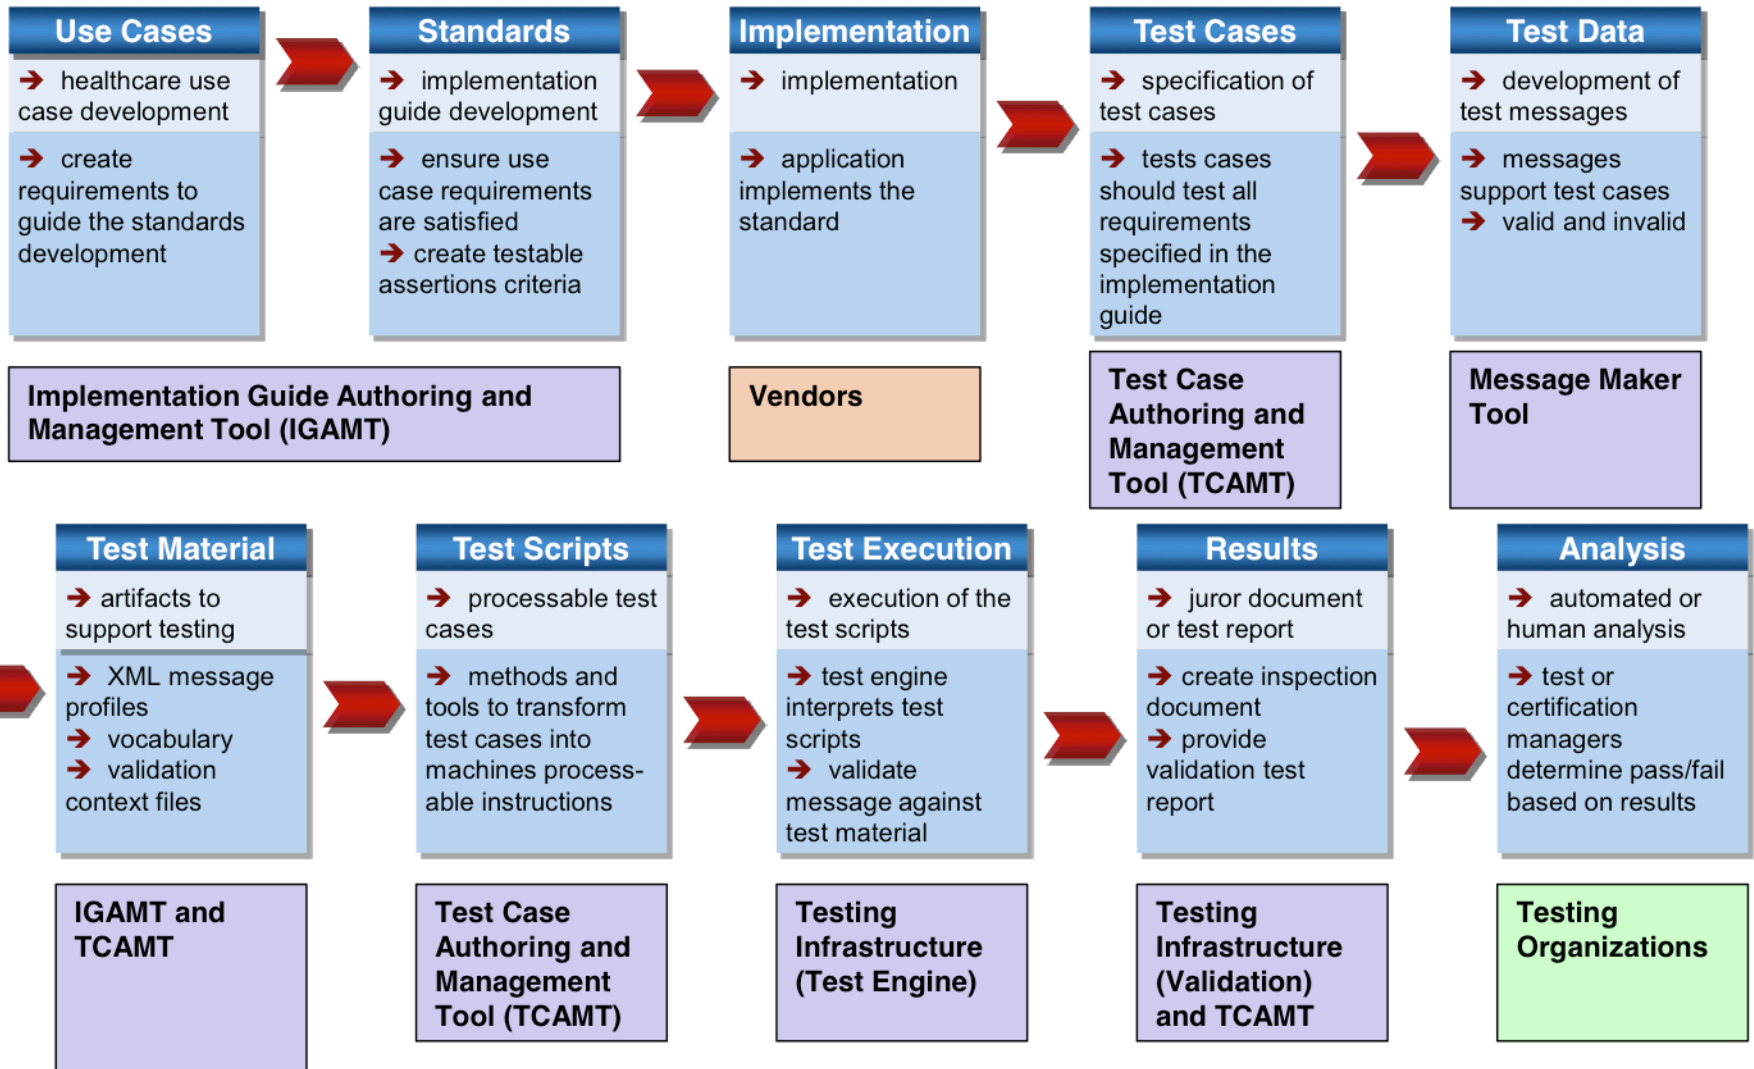 Use Cases
➔ healthcare use
case development
➔ create
requirements to
guide the standards
development
Standards
➔ implementation
guide development
➔ ensure use
case requirements
are satisfied
➔ create testable
assertions criteria
Implementation
➔ implementation
➔ application
implements the
standard
Test Cases
➔ specification of
test cases
➔ tests cases
should test all
requirements
specified in the
implementation
guide
Test Data
➔ development of
test messages
➔ messages
support test cases
➔ valid and invalid
Implementation Guide Authoring and
Management Tool (IGAMT)
Vendors
Test Case
Authoring and
Management
Tool (TCAMT)
Message Maker
Tool
Test Material
➔ artifacts to
support testing
➔ XML message
profiles
➔ vocabulary
➔ validation
context files
Test Scripts
➔ processable test
cases
➔ methods and
tools to transform
test cases into
machines process-
able instructions
Test Execution
➔ execution of the
test scripts
➔ test engine
interprets test
scripts
➔ validate
message against
test material
Results
➔ juror document
or test report
➔ create inspection
document
➔ provide
validation test
report
Analysis
➔ automated or
human analysis
➔ test or
certification
managers
determine pass/fail
based on results
IGAMT and
TCAMT
Test Case
Authoring and
Management
Tool (TCAMT)
Testing
Infrastructure
(Test Engine)
Testing
Infrastructure
(Validation)
and TCAMT
Testing
Organizations